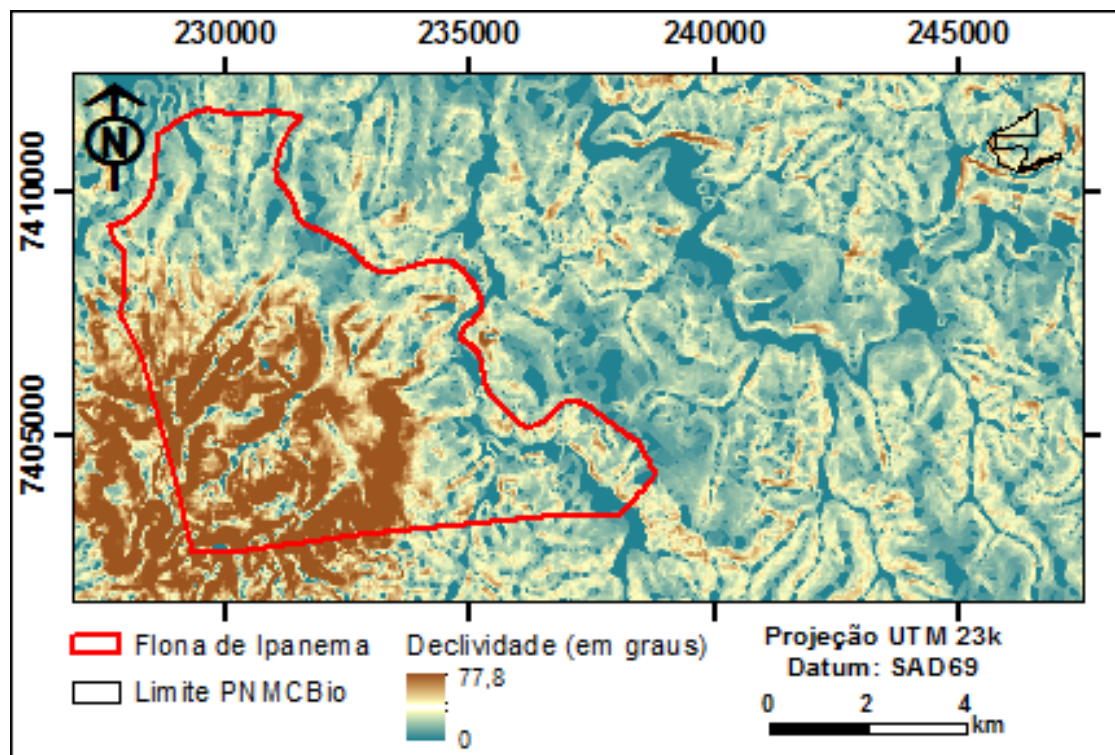 230000 235000 240000 245000
N
7410000
7405000
Flona de Ipanema
Limite PNMCBio
Declividade (em graus)
77,8
0
Projeção UTM 23k
Datum: SAD69
0 2 4
km